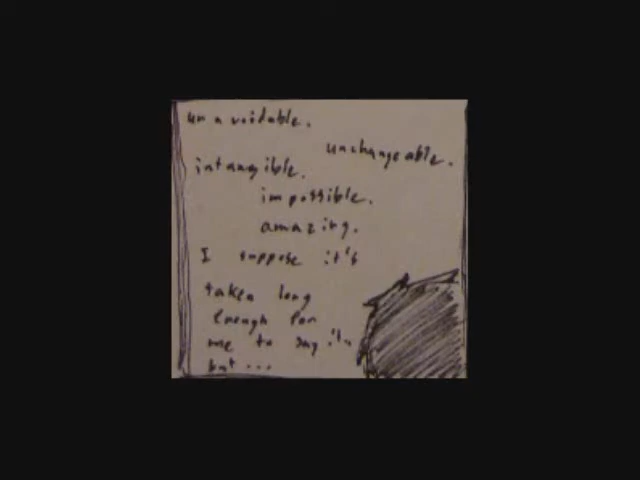 unavoidable.
unchangeable.
intangible.
impossible.
amazing.
I suppose it's
taken long
enough for
me to say it,
but...